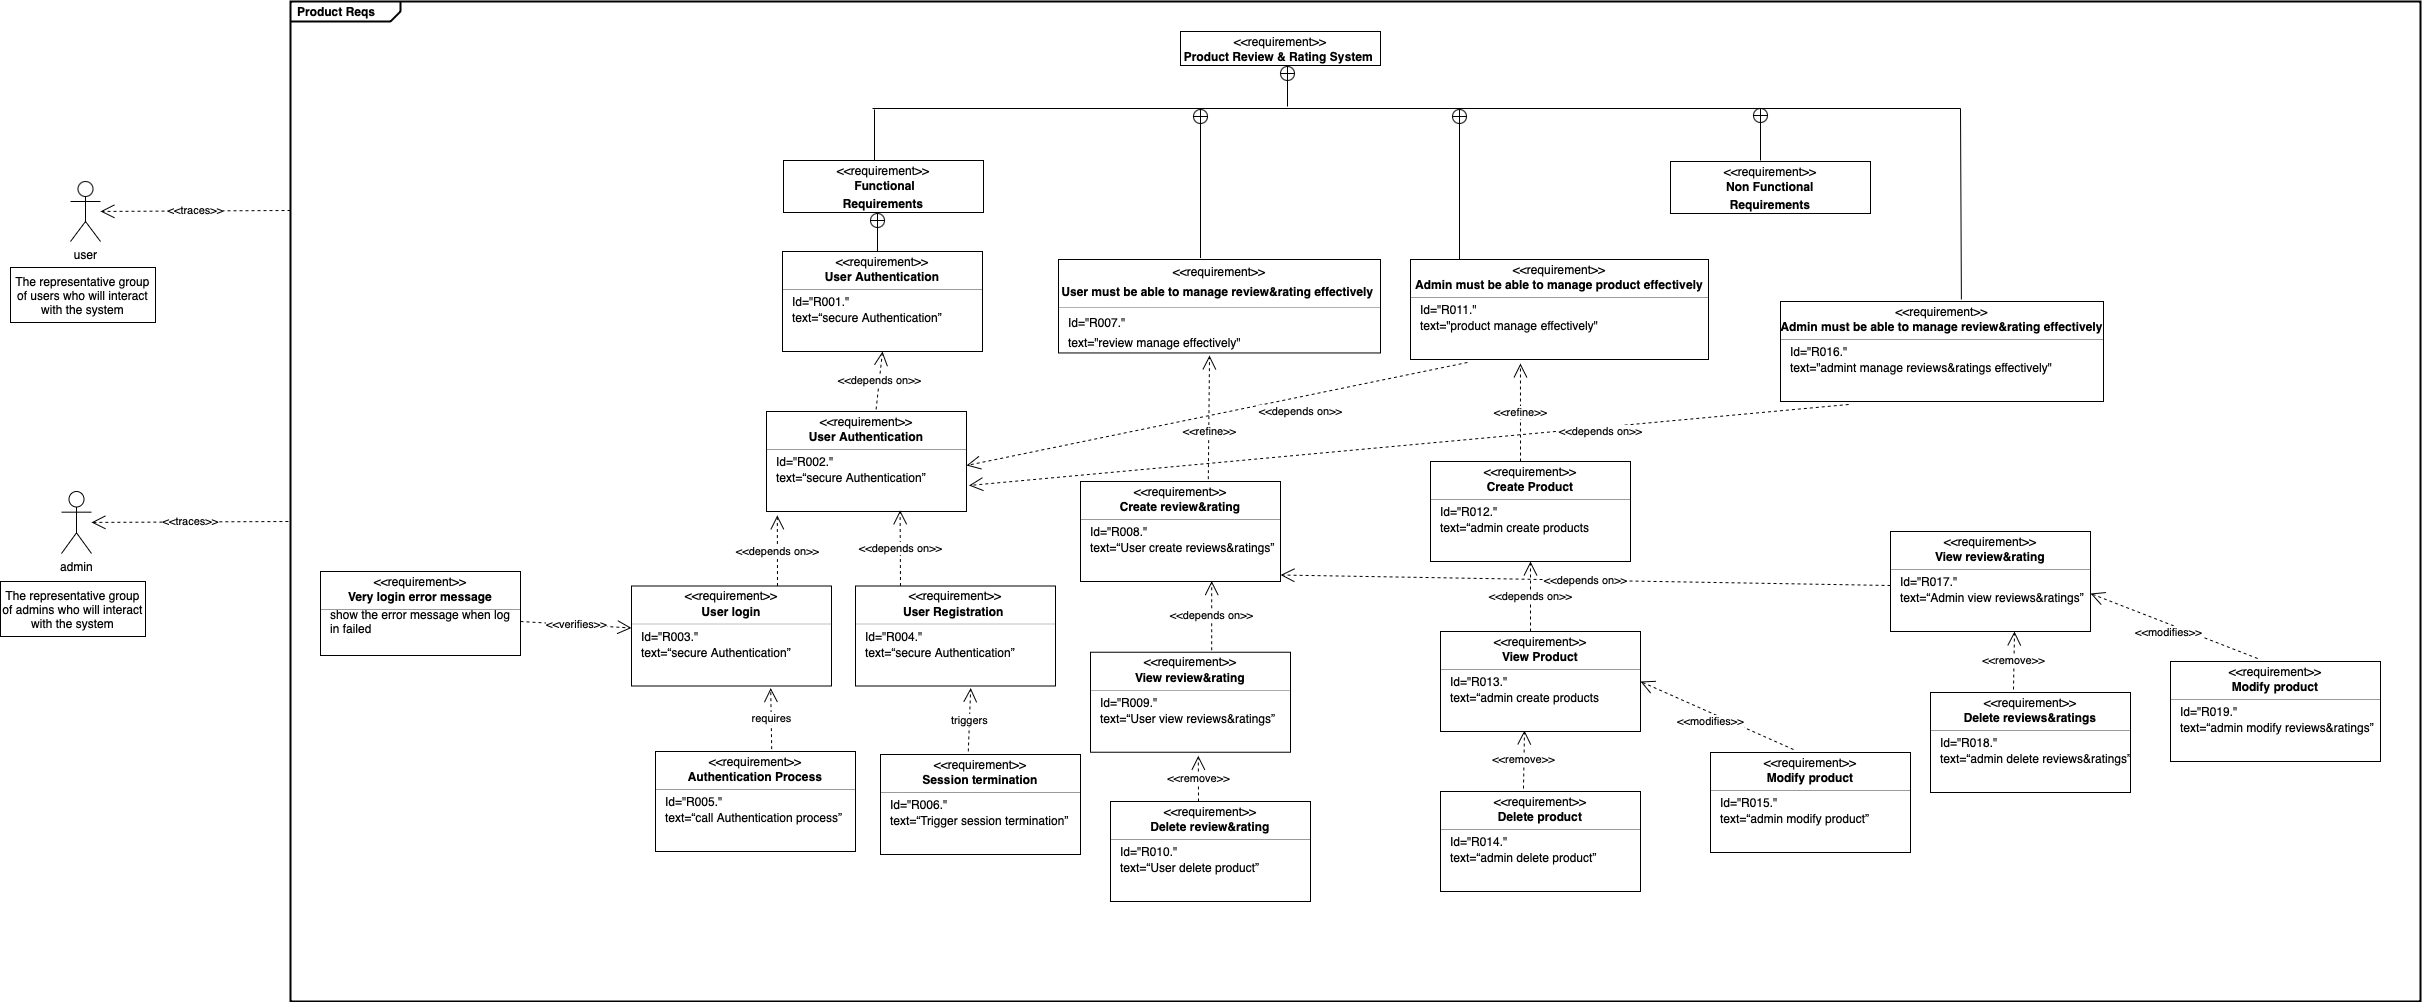 Product Reqs
<<requirement>>
Product Review & Rating System
<<requirement>>
Functional
Requirements
<<requirement>>
Non Functional
Requirements
<<traces>>
user
The representative group
of users who will interact
with the system
<<requirement>>
User Authentication
Id="R001."
text=“secure Authentication”
<<requirement>>
User must be able to manage review&rating effectively
Id="R007."
text="review manage effectively"
<<requirement>>
Admin must be able to manage product effectively
Id="R011."
text="product manage effectively"
<<requirement>>
Admin must be able to manage review&rating effectively
Id="R016."
text="admint manage reviews&ratings effectively"
<<depends on>>
<<depends on>>
<<refine>>
<<refine>>
<<depends on>>
<<requirement>>
User Authentication
Id="R002."
text=“secure Authentication”
<<requirement>>
Create review&rating
Id="R008."
text=“User create reviews&ratings”
<<requirement>>
Create Product
Id="R012."
text=“admin create products
<<traces>>
admin
The representative group
of admins who will interact
with the system
<<depends on>>
<<depends on>>
<<depends on>>
<<depends on>>
<<depends on>>
<<requirement>>
View review&rating
Id="R017."
text=“Admin view reviews&ratings”
<<requirement>>
Very login error message
show the error message when log
in failed
<<verifies>>
<<requirement>>
User login
Id="R003."
text=“secure Authentication”
<<requirement>>
User Registration
Id="R004."
text=“secure Authentication”
<<requirement>>
View review&rating
Id="R009."
text=“User view reviews&ratings”
<<requirement>>
View Product
Id="R013."
text=“admin create products
<<modifies>>
<<remove>>
<<requirement>>
Modify product
Id="R019."
text=“admin modify reviews&ratings”
<<requirement>>
Delete reviews&ratings
Id="R018."
text=“admin delete reviews&ratings”
requires
triggers
<<remove>>
<<remove>>
<<modifies>>
<<requirement>>
Authentication Process
Id="R005."
text=“call Authentication process”
<<requirement>>
Session termination
Id="R006."
text=“Trigger session termination”
<<requirement>>
Delete review&rating
Id="R010."
text=“User delete product”
<<requirement>>
Delete product
Id="R014."
text=“admin delete product”
<<requirement>>
Modify product
Id="R015."
text=“admin modify product”